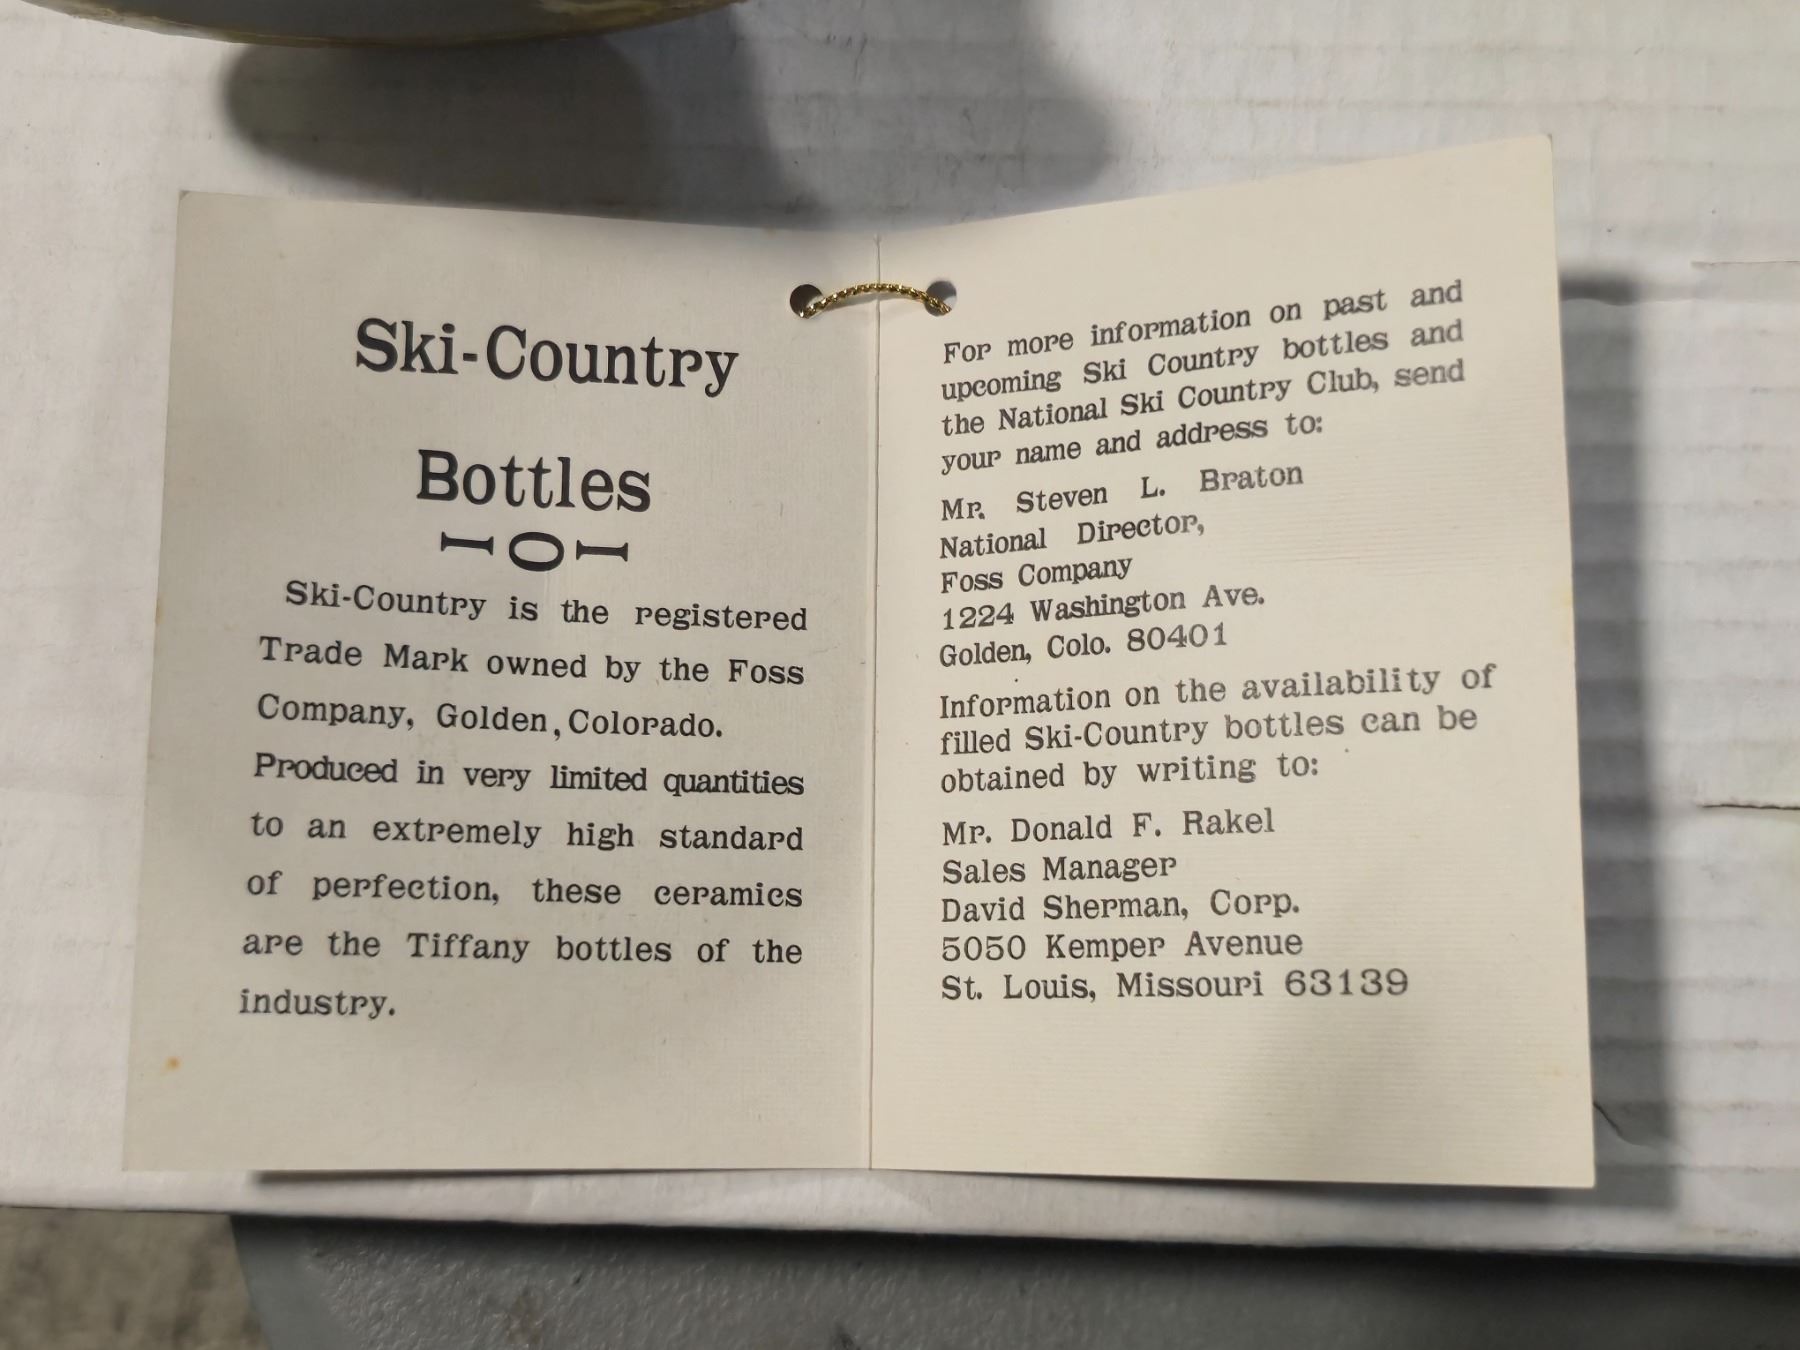 Ski-Country
Bottles
Ski-Country is the registered
Trade Mark owned by the Foss
Company, Golden, Colorado.
Produced in very limited quantities
to an extremely high standard
of perfection, these ceramics
are the Tiffany bottles of the
industry.
For more information on past and
upcoming Ski Country bottles and
the National Ski Country Club, send
your name and address to:
Mr. Steven L. Braton
National Director,
Foss Company
1224 Washington Ave.
Golden, Colo. 80401
Information on the availability of
filled Ski-Country bottles can be
obtained by writing to:
Mr. Donald F. Rakel
Sales Manager
David Sherman, Corp.
5050 Kemper Avenue
St. Louis, Missouri 63139